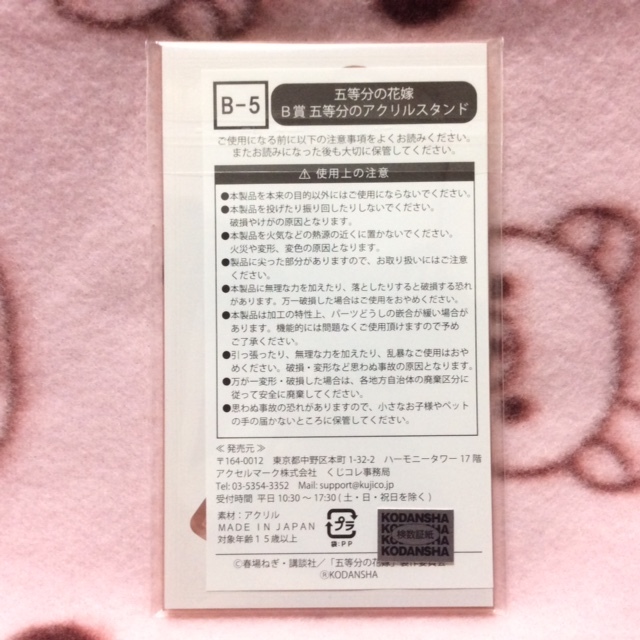 B-5
五等分の花嫁
B賞 五等分のアクリルスタンド
ご使用になる前に以下の注意事項をよくお読みください。
またお読みになった後も大切に保管してください。
⚠ 使用上の注意
●本製品を本来の目的以外にはご使用にならないでください。
●本製品を投げたり振り回したりしないでください。
破損やけがの原因となります。
●本製品を火気などの熱源の近くに置かないでください。
火災や変形、変色の原因となります。
●製品に尖った部分がありますので、お取り扱いにはご注意
ください。
●本製品に無理な力を加えたり、落としたりすると破損する恐れ
があります。万一破損した場合はご使用をおやめください。
●本製品は加工の特性上、パーツどうしの嵌合が緩い場合が
あります。機能的には問題なくご使用頂けますので予め
ご了承ください。
●引っ張ったり、無理な力を加えたり、乱暴なご使用はおや
めください。破損・変形など思わぬ事故の原因となります。
●万が一変形・破損した場合は、各地方自治体の廃棄区分に
従って安全に廃棄してください。
●思わぬ事故の恐れがありますので、小さなお子様やペット
の手の届かないところに保管してください。
≪ 発売元 ≫
〒164-0012 東京都中野区本町 1-32-2 ハーモニータワー 17 階
アクセルマーク株式会社 くじコレ事務局
Tel: 03-5354-3352 Mail: support@kujico.jp
受付時間 平日 10:30 〜 17:30 ( 土・日・祝日を除く )
素材：アクリル
MADE IN JAPAN
対象年齢１５歳以上
プラ
袋:PP
KODANSHA
KODANSHA
検数証紙
KODANSHA
KODANSHA
©春場ねぎ・講談社／「五等分の花嫁」製作委員会
ⓇKODANSHA